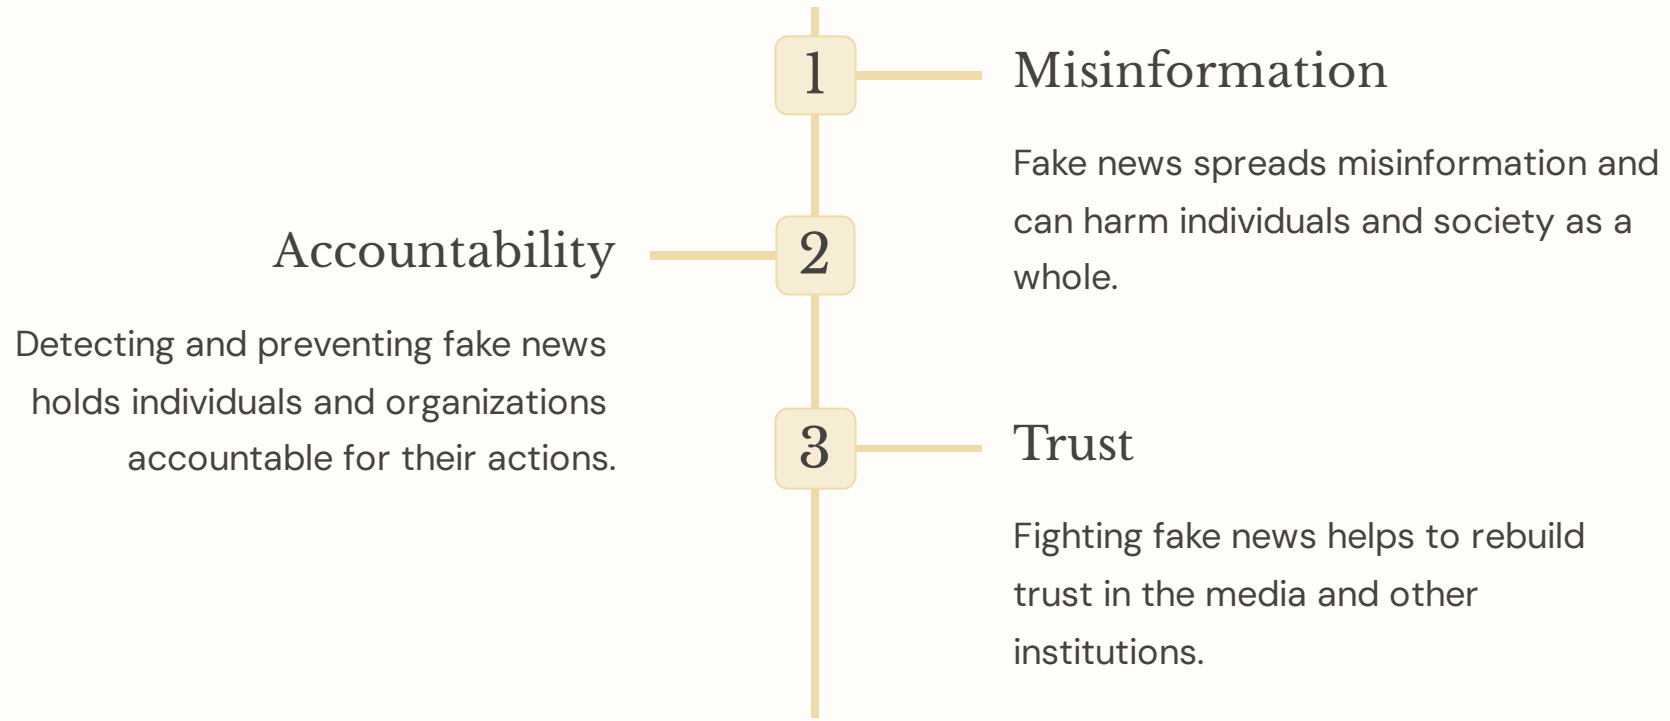 1
Misinformation
Fake news spreads misinformation and
can harm individuals and society as a
whole.
2
Accountability
Detecting and preventing fake news
holds individuals and organizations
accountable for their actions.
3
Trust
Fighting fake news helps to rebuild
trust in the media and other
institutions.